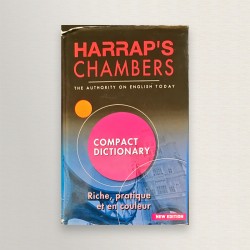 HARRAP'S
CHAMBERS
THE AUTHORITY ON ENGLISH TODAY
COMPACT
DICTIONARY
Riche, pratique
et en couleur
NEW EDITION